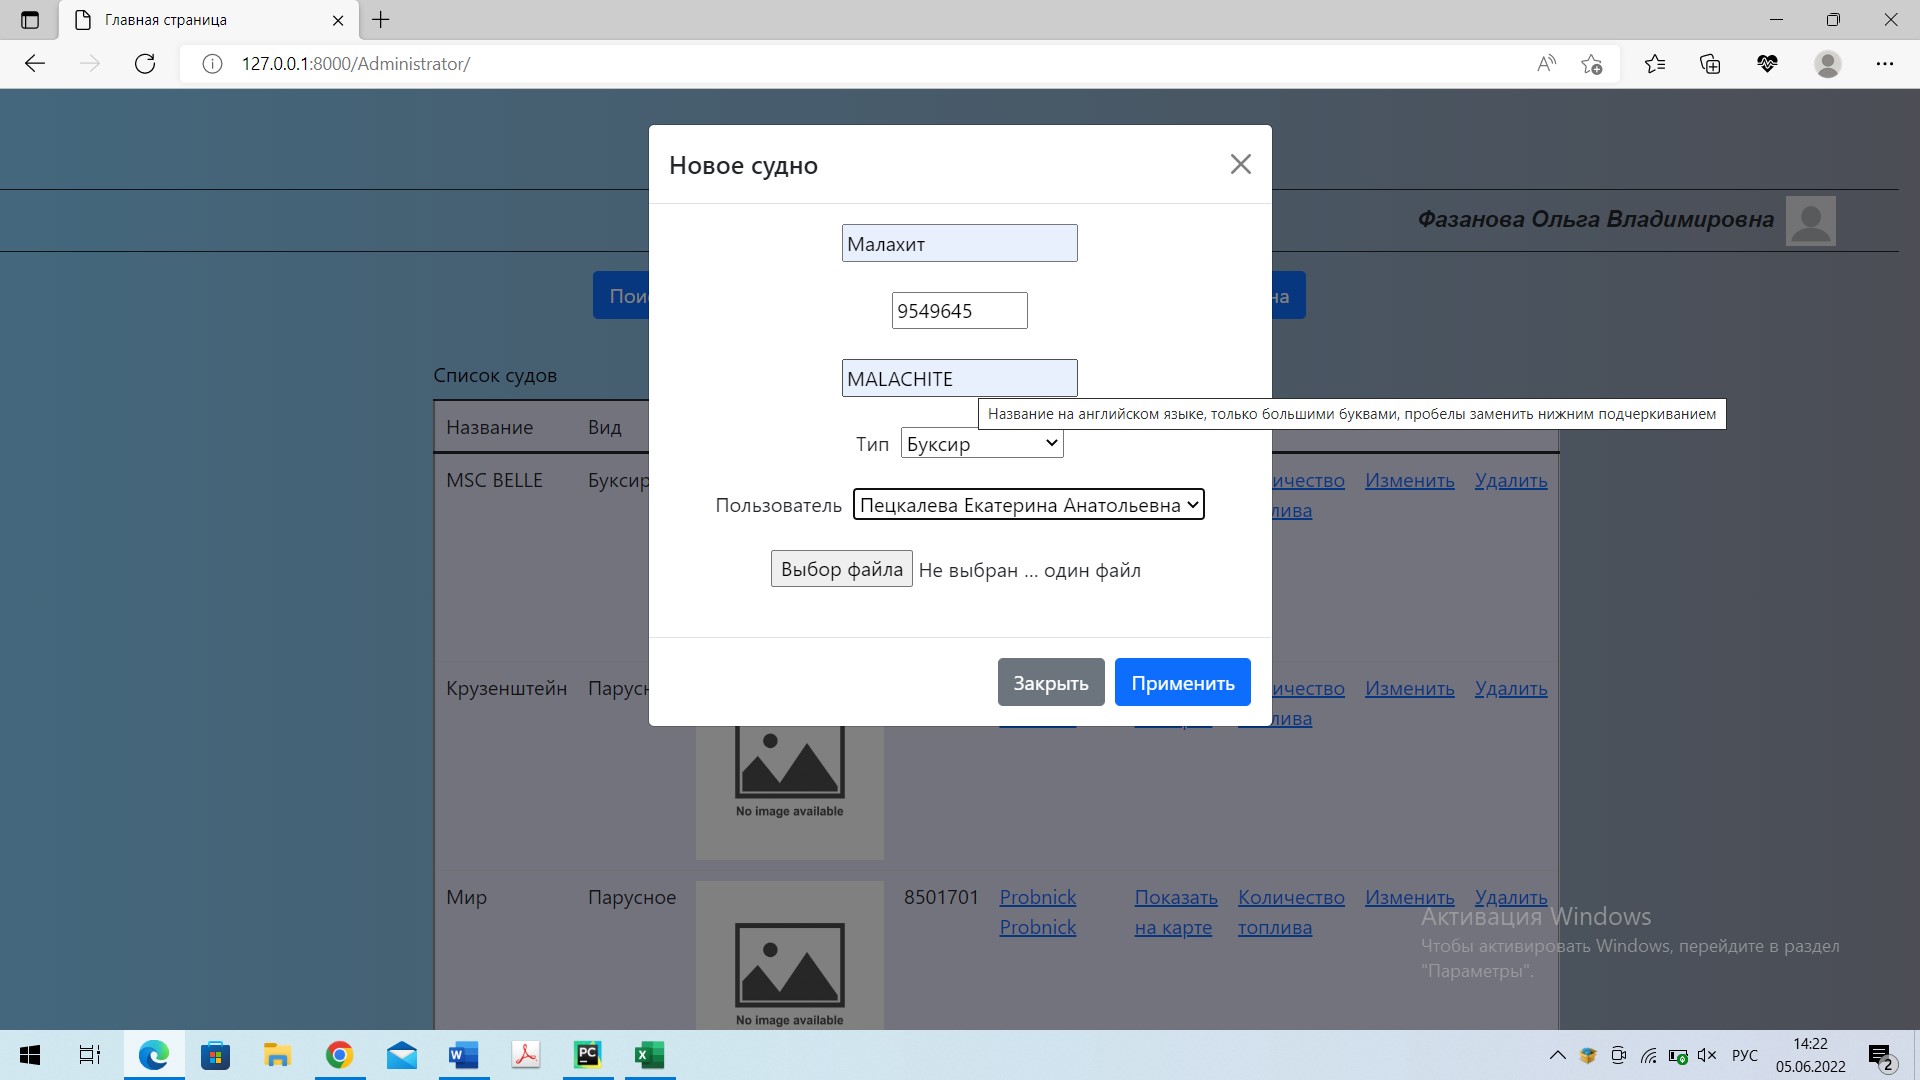 Главная страница
127.0.0.1:8000/Administrator/
Новое судно
Фазанова Ольга Владимировна
Малахит
Пои
на
9549645
Список судов
MALACHITE
Название на английском языке, только большими буквами, пробелы заменить нижним подчеркиванием
Название Вид
Тип Буксир
MSC BELLE Буксир ичество Изменить Удалить
Пользователь Пецкалева Екатерина Анатольевна
лива
Выбор файла Не выбран ... один файл
Закрыть Применить
Крузенштейн Парусн ичество Изменить Удалить
лива
No image available
Мир Парусное 8501701 Probnick Показать Количество Изменить Удалить
Probnick на карте топлива
No image available
Активация Windows
Чтобы активировать Windows, перейдите в раздел
"Параметры".
РУС
14:22
05.06.2022
2